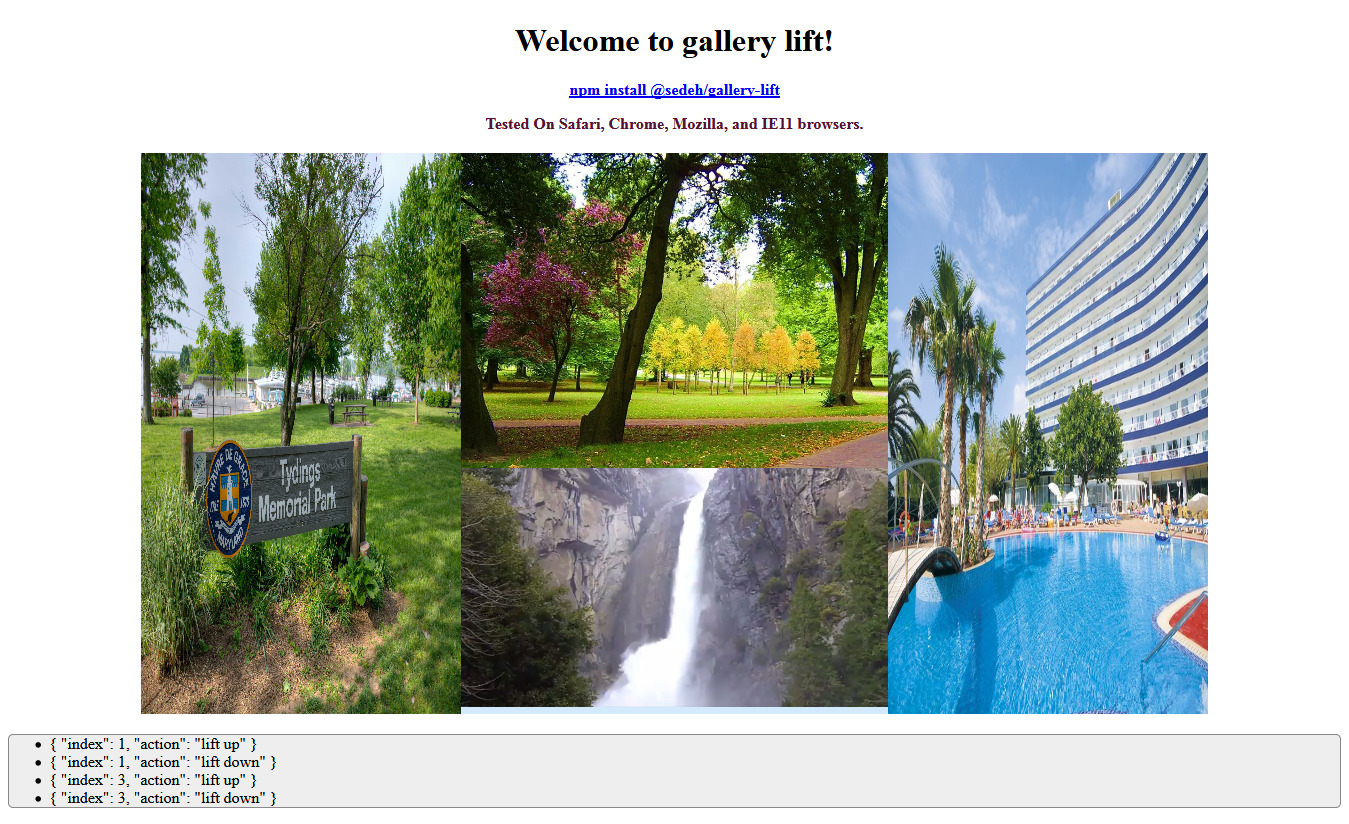 Welcome to gallery lift!
npm install @sedeh/gallery-lift
Tested On Safari, Chrome, Mozilla, and IE11 browsers.
HAVRE DE GRACE
MARYLAND
Tydings
Memorial Park
{ "index": 1, "action": "lift up" }
{ "index": 1, "action": "lift down" }
{ "index": 3, "action": "lift up" }
{ "index": 3, "action": "lift down" }